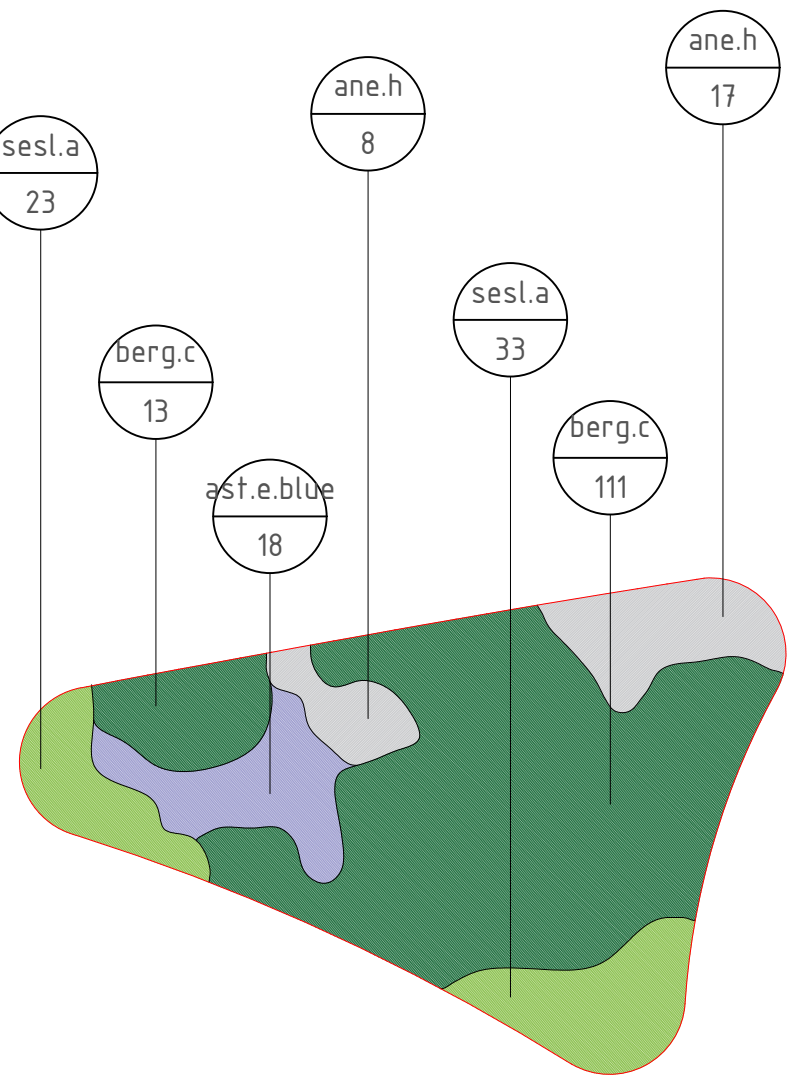 ane.h
17
ane.h
8
sesl.a
23
sesl.a
33
berg.c
13
berg.c
111
ast.e.blue
18